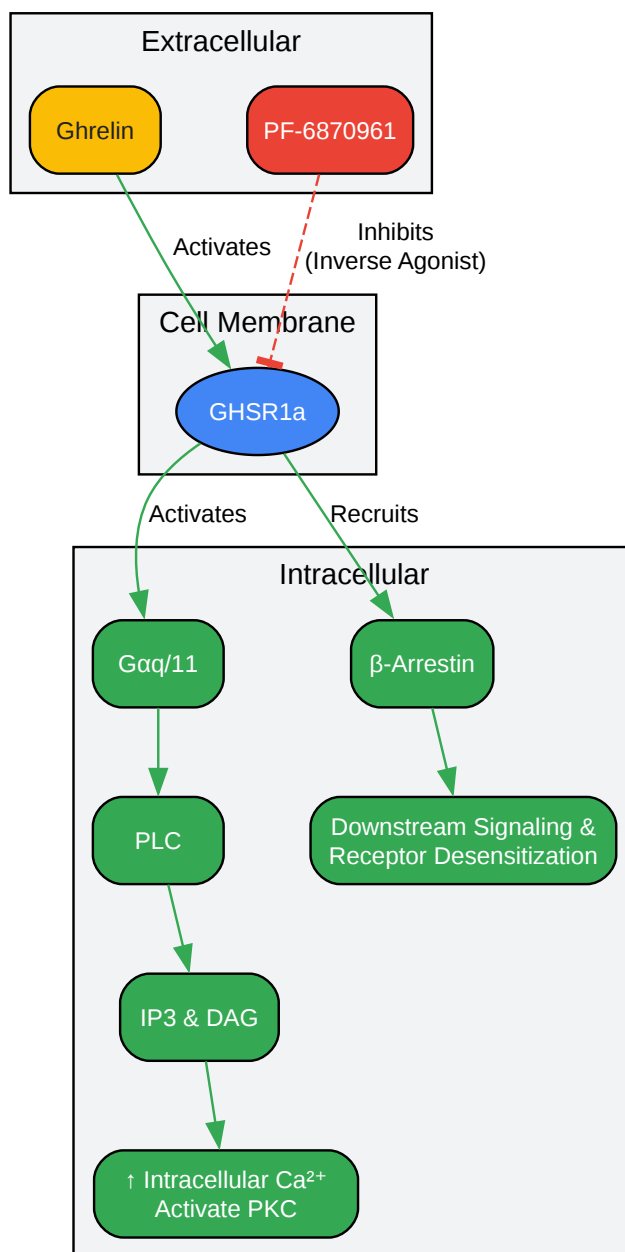 Extracellular
Ghrelin
PF-6870961
Activates
Inhibits
(Inverse Agonist)
Cell Membrane
GHSR1a
Activates
Recruits
Intracellular
Gαq/11
β-Arrestin
PLC
Downstream Signaling &
Receptor Desensitization
IP3 & DAG
↑ Intracellular Ca²⁺
Activate PKC